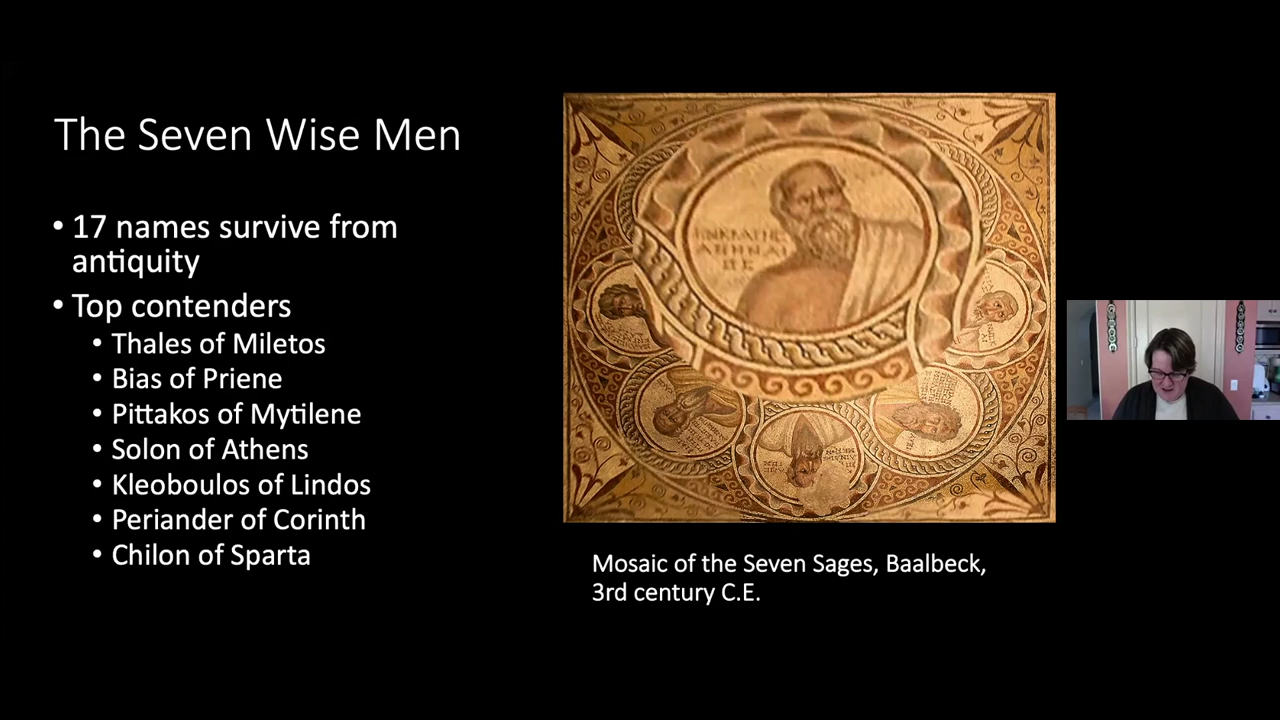 The Seven Wise Men
• 17 names survive from
antiquity
• Top contenders
• Thales of Miletos
• Bias of Priene
• Pittakos of Mytilene
• Solon of Athens
• Kleoboulos of Lindos
• Periander of Corinth
• Chilon of Sparta
Mosaic of the Seven Sages, Baalbeck,
3rd century C.E.